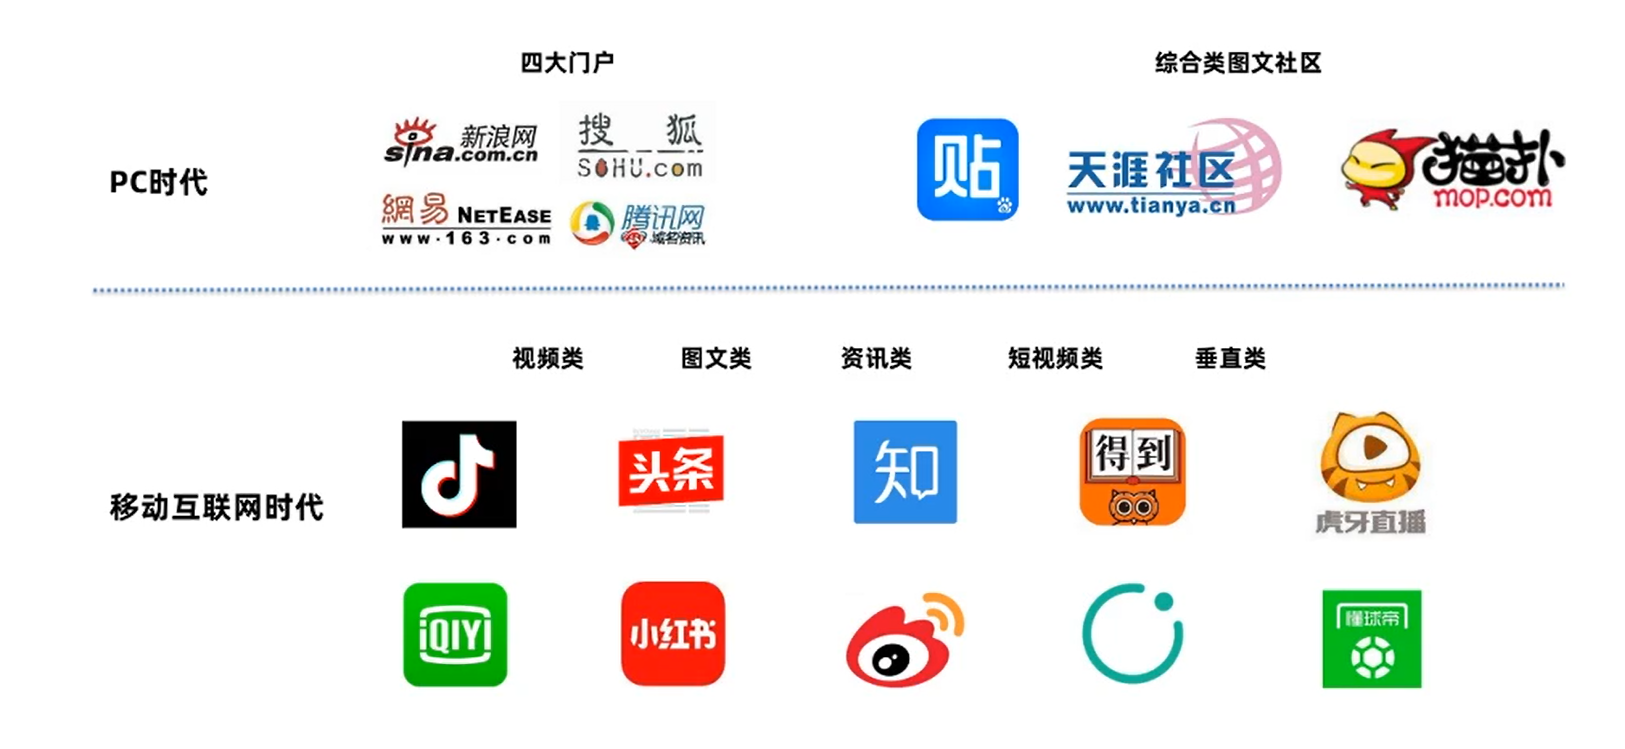 四大门户
综合类图文社区
PC时代
sina 新浪网
.com.cn
搜狐
SOHU.com
網易 NETEASE
www·163·com
腾讯网
域名资讯
贴
天涯社区
www.tianya.cn
猫扑
mop.com
视频类
图文类
资讯类
短视频类
垂直类
移动互联网时代
头条
知
得到
虎牙直播
iQIYI
小红书
懂球帝